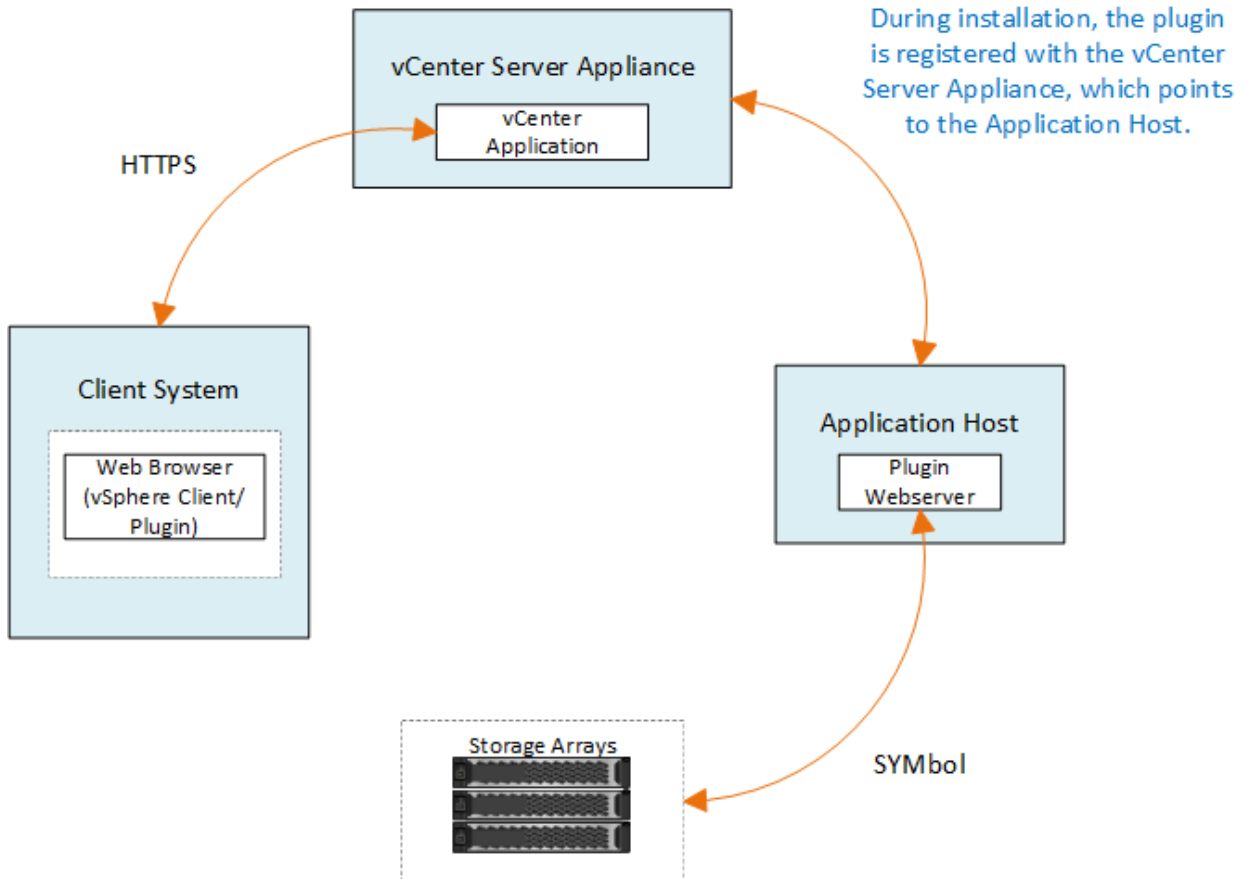 During installation, the plugin
is registered with the vCenter
Server Appliance, which points
to the Application Host.
vCenter Server Appliance
vCenter
Application
HTTPS
Client System
Web Browser
(vSphere Client/
Plugin)
Application Host
Plugin
Webserver
SYMbol
Storage Arrays